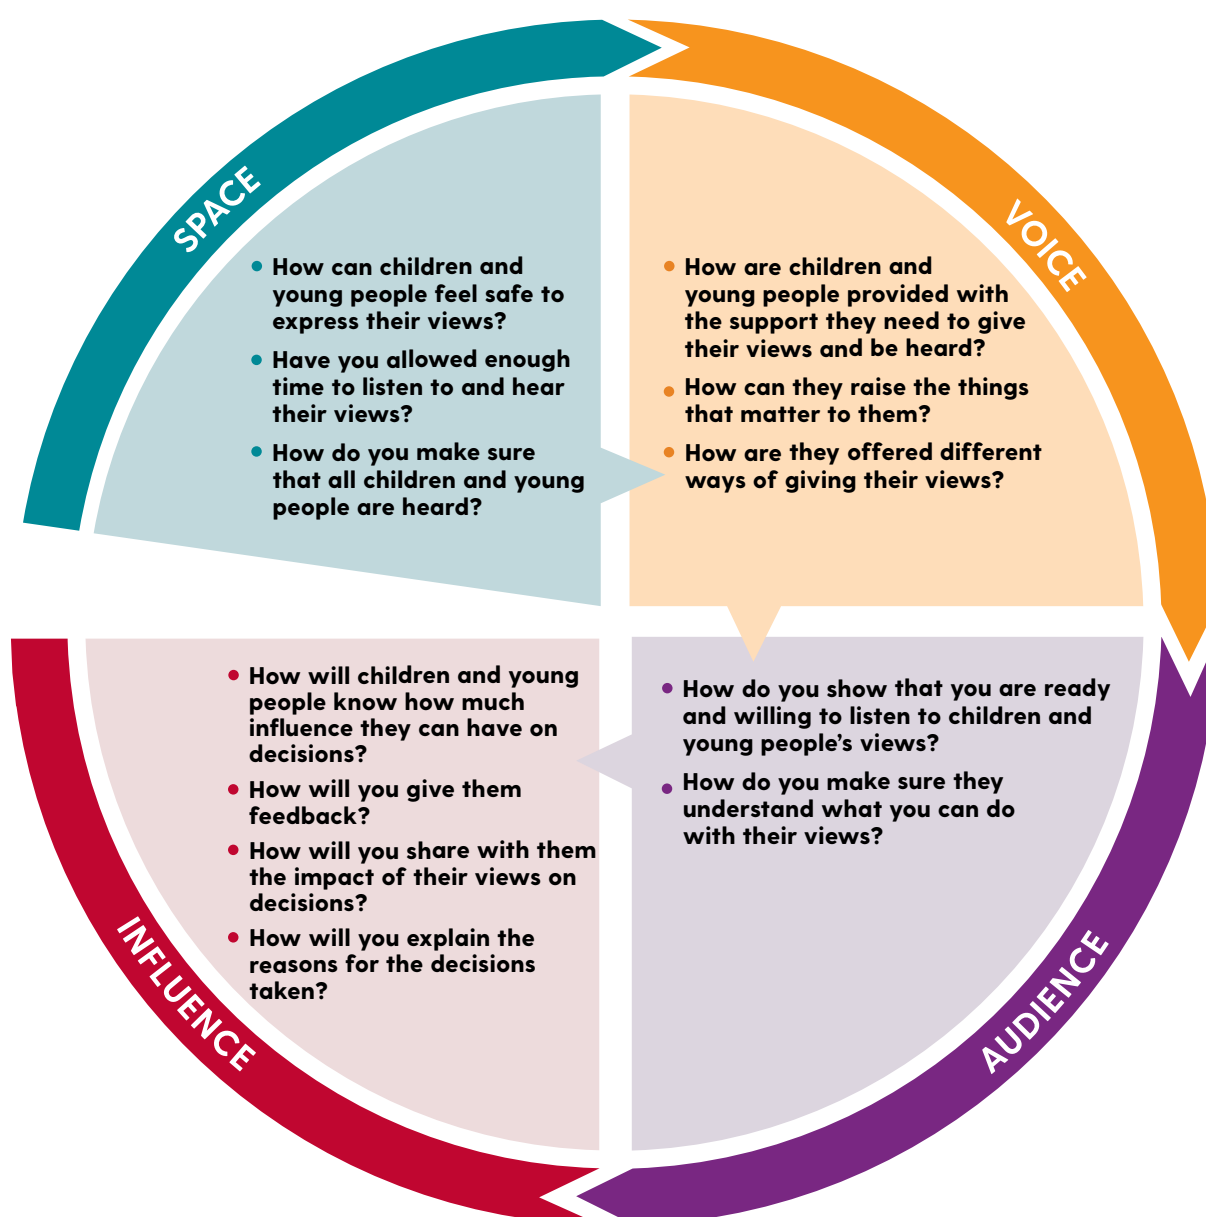 SPACE
How can children and
young people feel safe to
express their views?
Have you allowed enough
time to listen to and hear
their views?
How do you make sure
that all children and young
people are heard?
VOICE
How are children and
young people provided with
the support they need to give
their views and be heard?
How can they raise the things
that matter to them?
How are they offered different
ways of giving their views?
AUDIENCE
How do you show that you are ready
and willing to listen to children and
young people’s views?
How do you make sure they
understand what you can do
with their views?
INFLUENCE
How will children and young
people know how much
influence they can have on
decisions?
How will you give them
feedback?
How will you share with them
the impact of their views on
decisions?
How will you explain the
reasons for the decisions
taken?